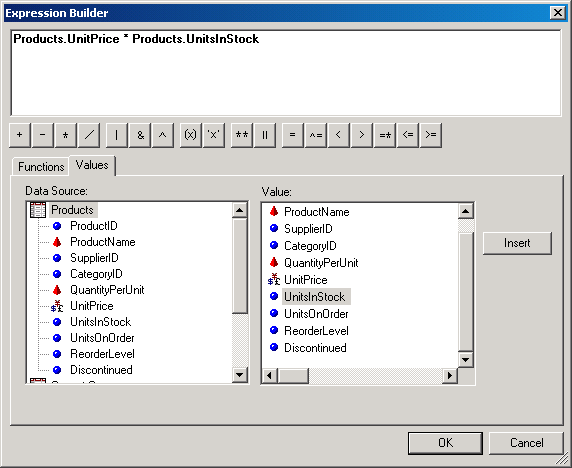 Expression Builder
Products.UnitPrice * Products.UnitsInStock
+ - * / | & ^ (x) 'x' ** || = ^= < > =* <= >=
Functions Values
Data Source:
Products
ProductID
ProductName
SupplierID
CategoryID
QuantityPerUnit
UnitPrice
UnitsInStock
UnitsOnOrder
ReorderLevel
Discontinued
Value:
ProductName
SupplierID
CategoryID
QuantityPerUnit
UnitPrice
UnitsInStock
UnitsOnOrder
ReorderLevel
Discontinued
Insert
OK Cancel